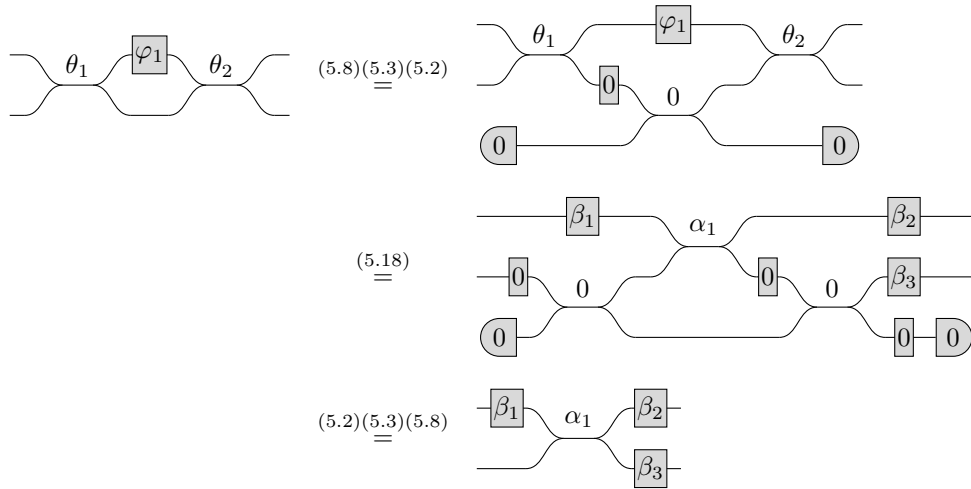 θ₁ φ₁ θ₂ (5.8)(5.3)(5.2) = θ₁ φ₁ θ₂
0 0
0 0
β₁ α₁ β₂
(5.18) = 0 0 0 0 β₃
0 0 0
(5.2)(5.3)(5.8) = β₁ α₁ β₂
β₃